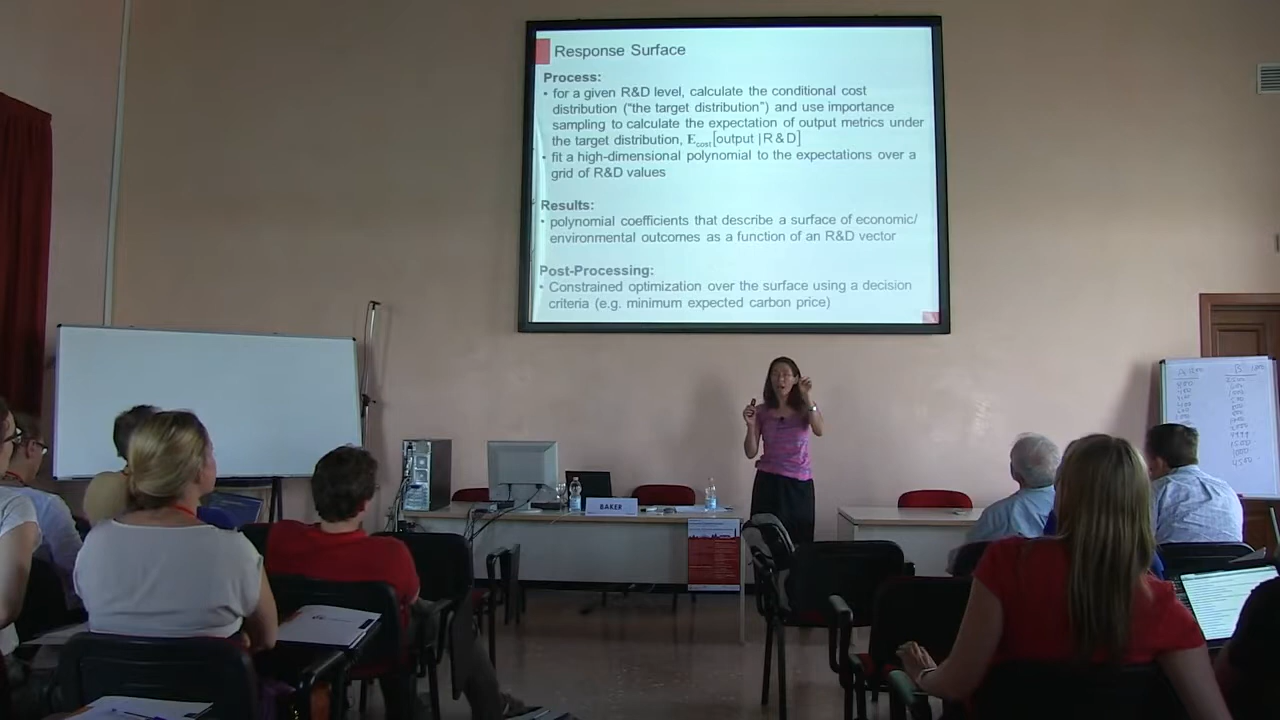 Response Surface
Process:
• for a given R&D level, calculate the conditional cost
distribution ("the target distribution") and use importance
sampling to calculate the expectation of output metrics under
the target distribution, E cost [output | R & D]
• fit a high-dimensional polynomial to the expectations over a
grid of R&D values
Results:
• polynomial coefficients that describe a surface of economic/
environmental outcomes as a function of an R&D vector
Post-Processing:
• Constrained optimization over the surface using a decision
criteria (e.g. minimum expected carbon price)
BAKER
B